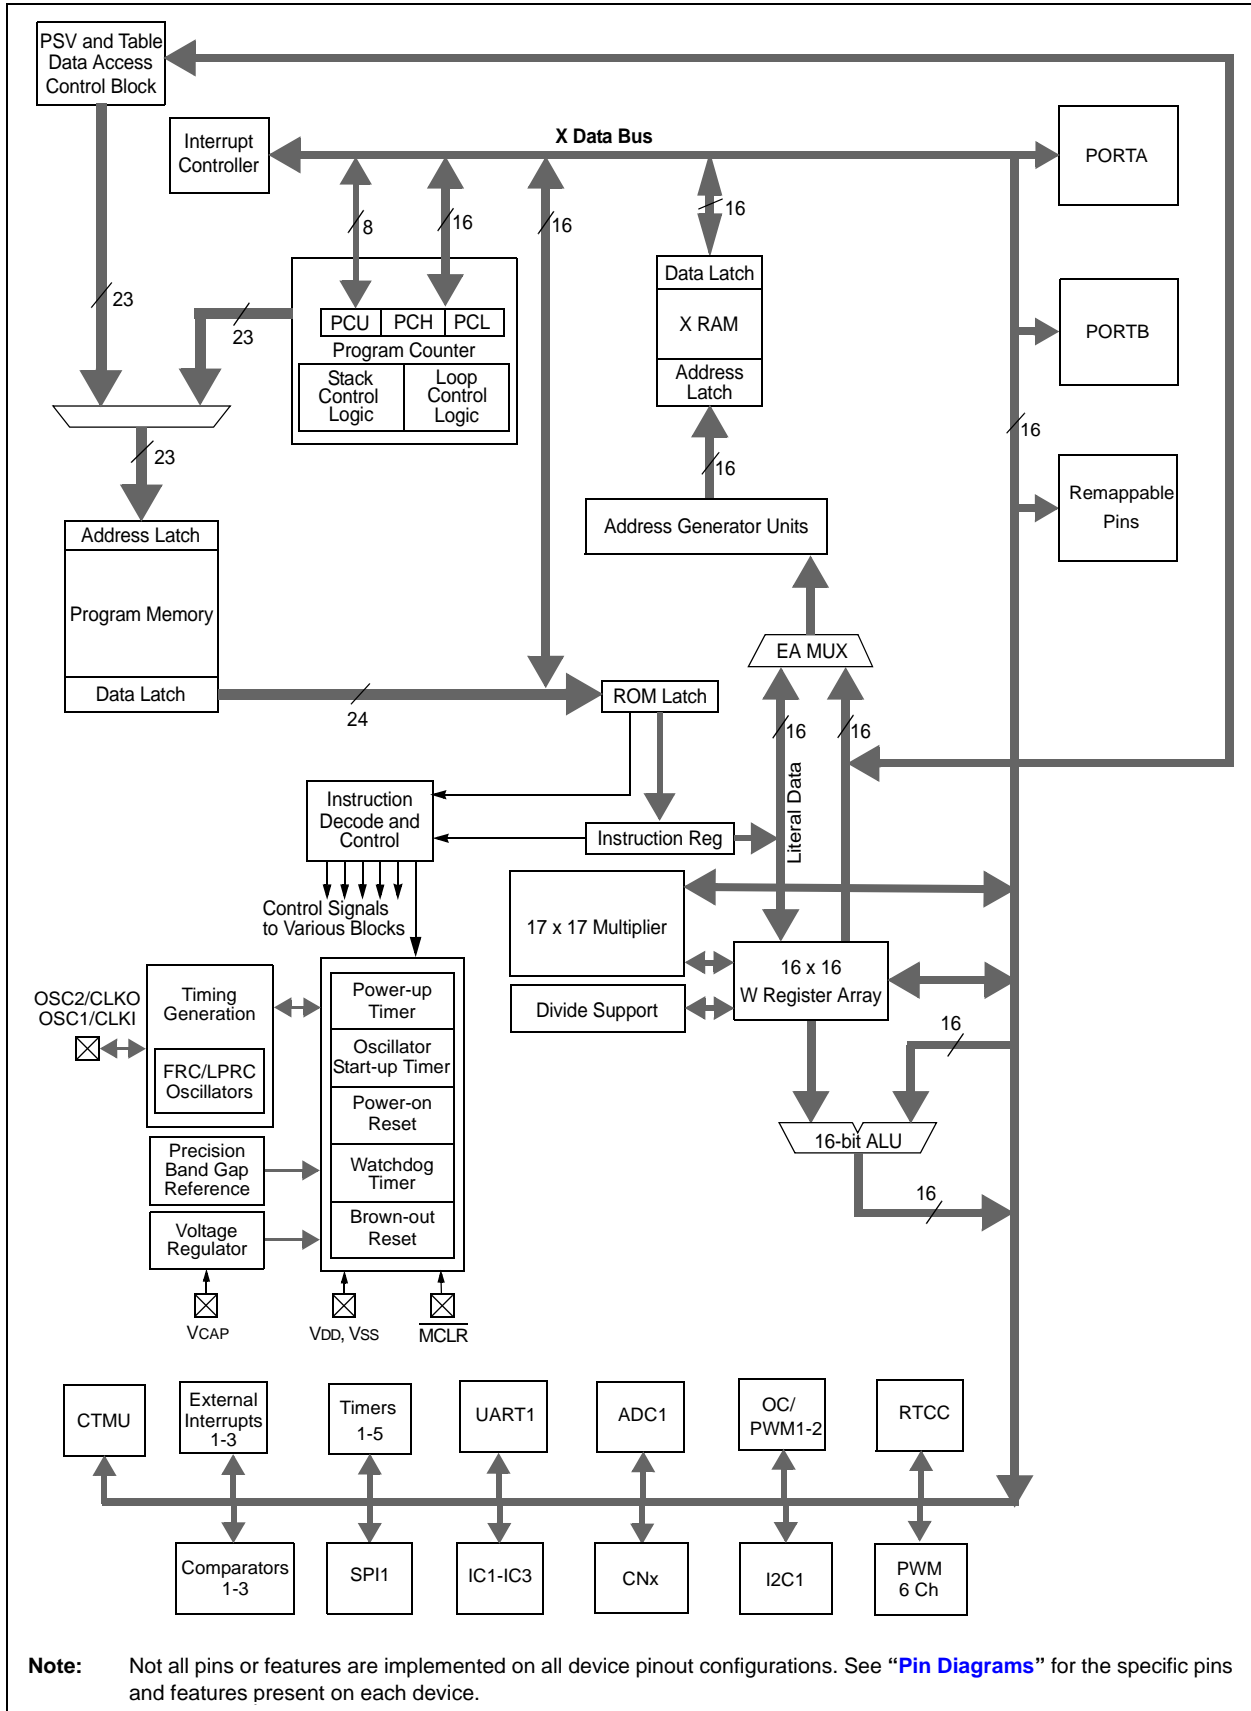 PSV and Table
Data Access
Control Block
Interrupt
Controller
X Data Bus
PORTA
8
16
16
16
23
23
Data Latch
X RAM
Address
Latch
PCU
PCH
PCL
Program Counter
Stack
Control
Logic
Loop
Control
Logic
PORTB
16
23
16
Remappable
Pins
Address Latch
Program Memory
Data Latch
Address Generator Units
EA MUX
24
ROM Latch
16
16
Literal Data
Instruction
Decode and
Control
Instruction Reg
Control Signals
to Various Blocks
17 x 17 Multiplier
16 x 16
W Register Array
Divide Support
OSC2/CLKO
OSC1/CLKI
Timing
Generation
FRC/LPRC
Oscillators
Power-up
Timer
Oscillator
Start-up Timer
Power-on
Reset
Watchdog
Timer
Brown-out
Reset
16
16-bit ALU
16
Precision
Band Gap
Reference
Voltage
Regulator
VCAP
VDD, VSS
MCLR
CTMU
External
Interrupts
1-3
Timers
1-5
UART1
ADC1
OC/
PWM1-2
RTCC
Comparators
1-3
SPI1
IC1-IC3
CNx
I2C1
PWM
6 Ch
Note: Not all pins or features are implemented on all device pinout configurations. See “Pin Diagrams” for the specific pins
and features present on each device.